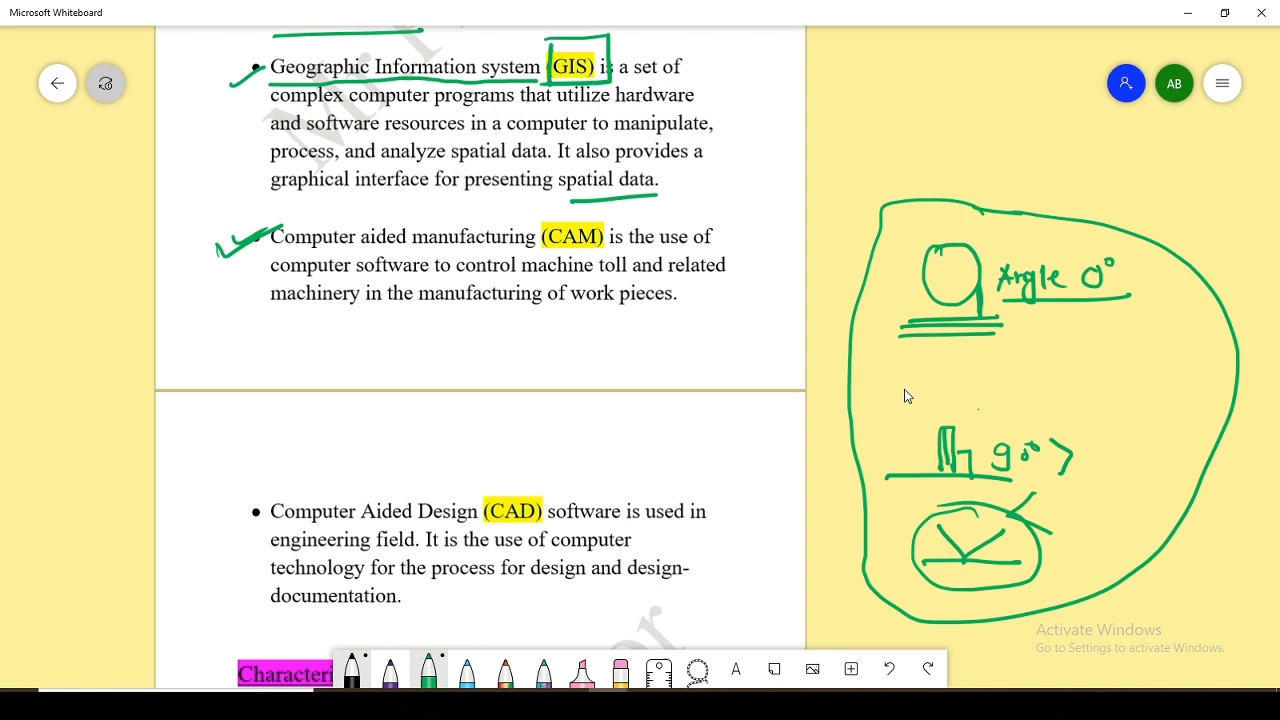 Microsoft Whiteboard
Geographic Information system (GIS) is a set of
complex computer programs that utilize hardware
and software resources in a computer to manipulate,
process, and analyze spatial data. It also provides a
graphical interface for presenting spatial data.
Computer aided manufacturing (CAM) is the use of
computer software to control machine toll and related
machinery in the manufacturing of work pieces.
Computer Aided Design (CAD) software is used in
engineering field. It is the use of computer
technology for the process for design and design-
documentation.
Characteri
AB
Angle 0°
90°
Activate Windows
Go to Settings to activate Windows.
A